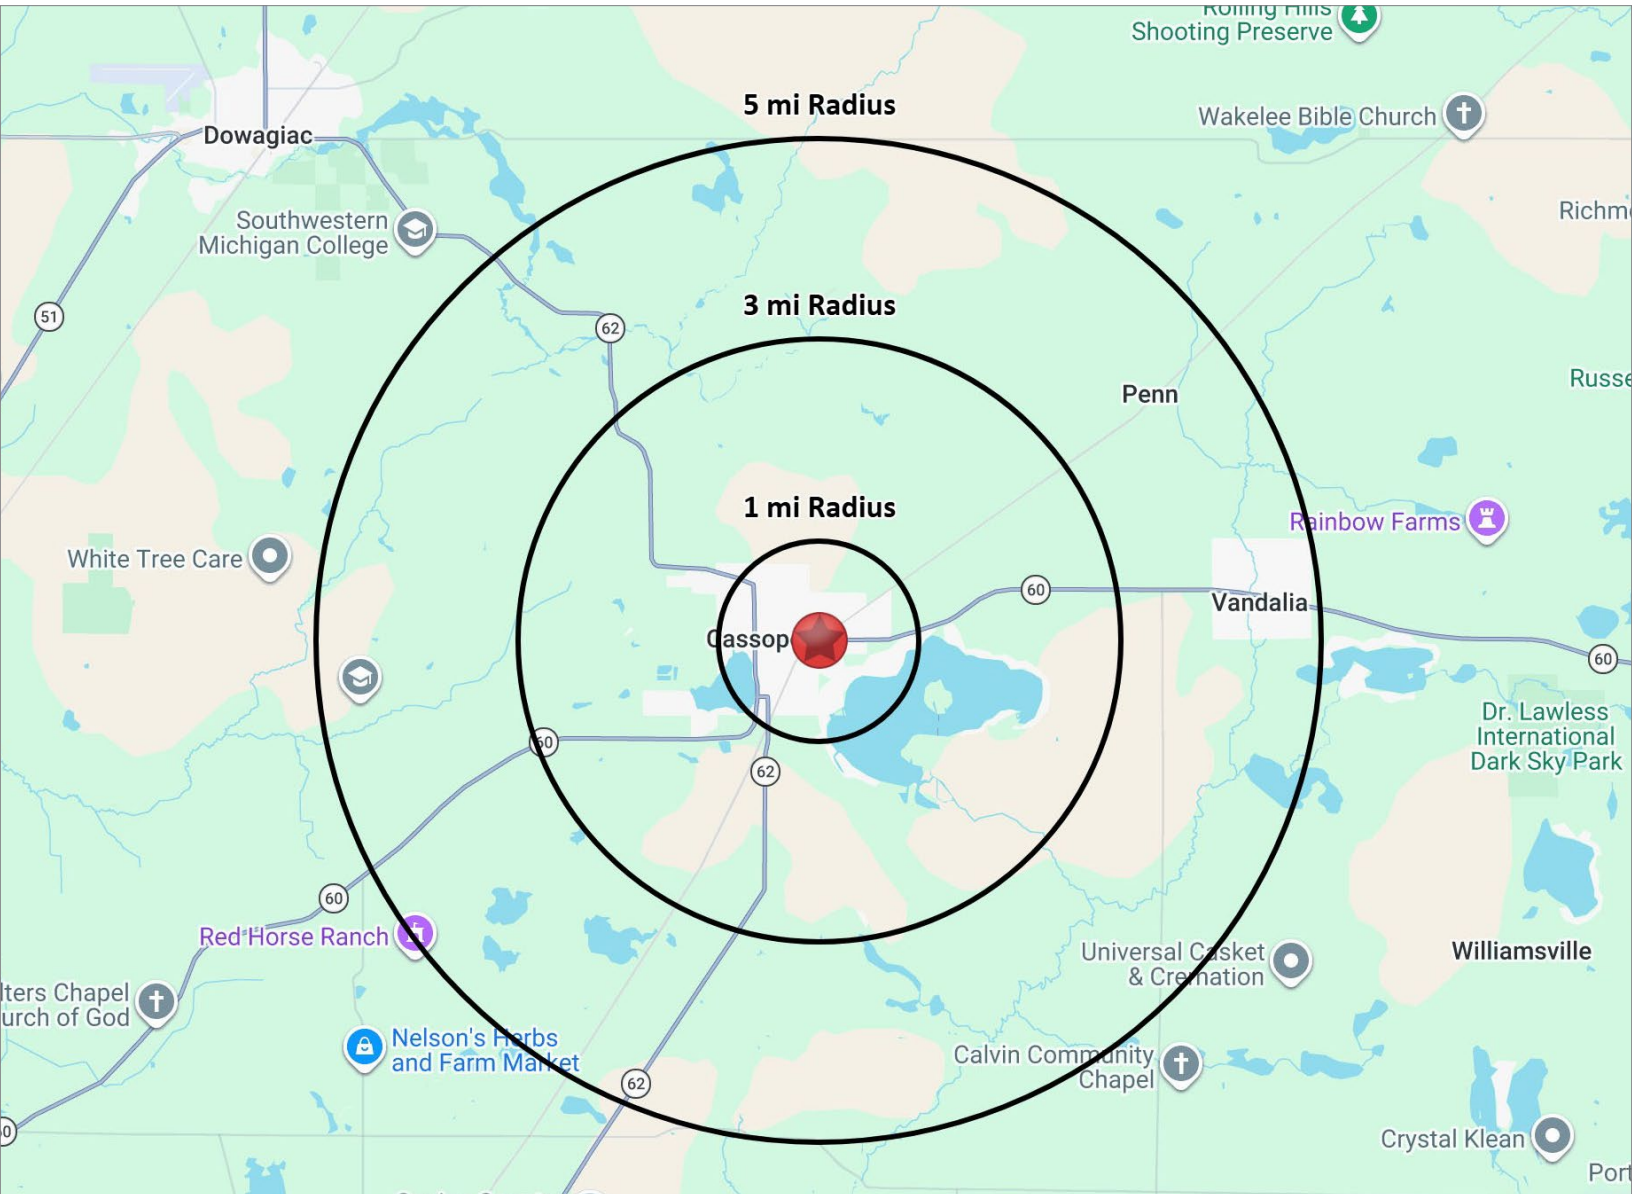 Rolling Hills
Shooting Preserve
5 mi Radius
Wakelee Bible Church
Dowagiac
Southwestern
Michigan College
Richm
51
3 mi Radius
62
Russe
Penn
1 mi Radius
Rainbow Farms
White Tree Care
60
Vandalia
Cassop
60
Dr. Lawless
International
Dark Sky Park
60
62
60
Red Horse Ranch
Universal Casket
& Cremation
Williamsville
lters Chapel
urch of God
Nelson's Herbs
and Farm Market
Calvin Community
Chapel
62
60
Crystal Klean
Port